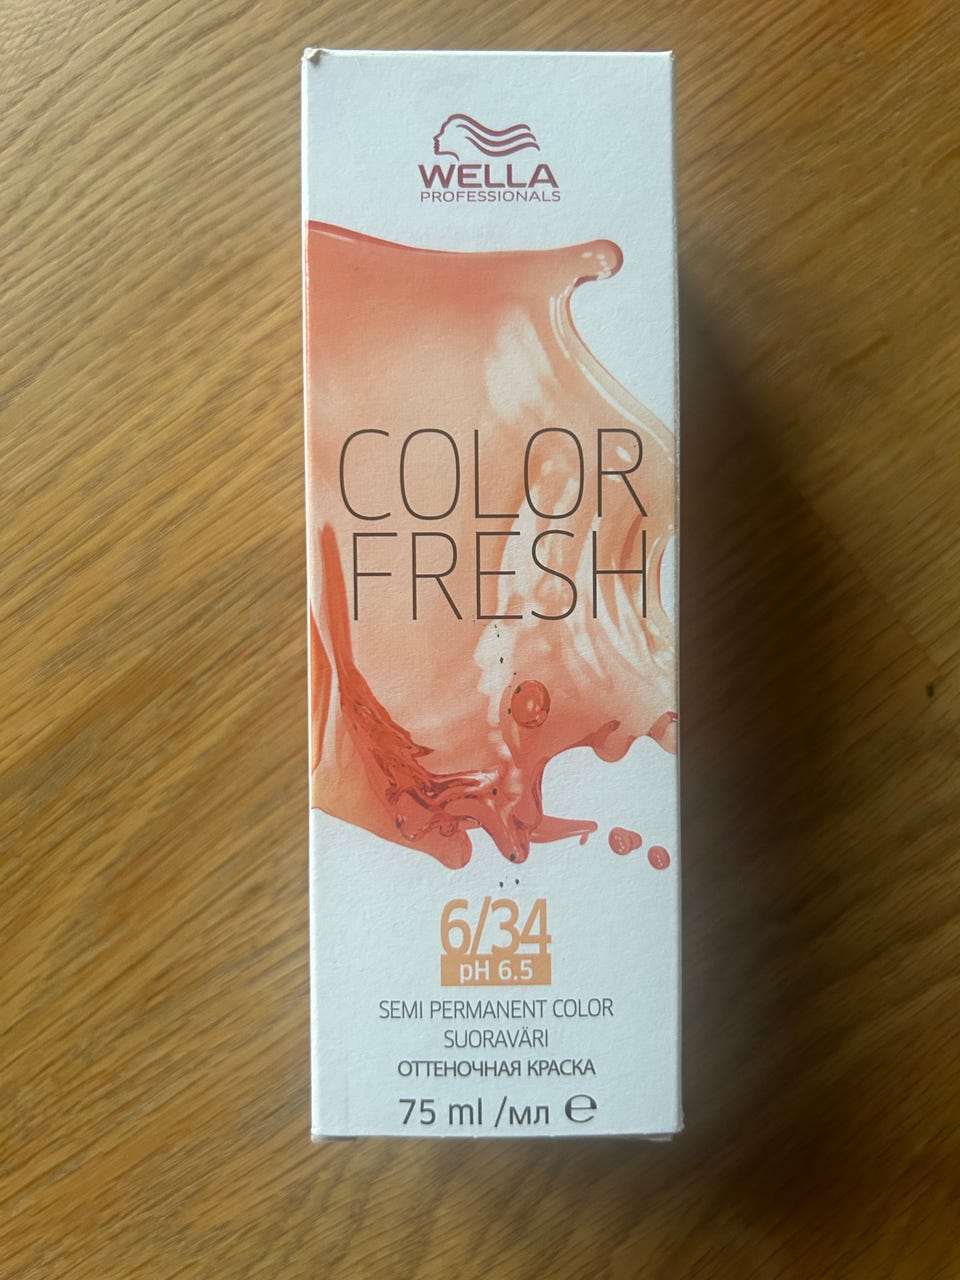 WELLA
PROFESSIONALS
COLOR
FRESH
6/34
pH 6.5
SEMI PERMANENT COLOR
SUORAVÄRI
ОТТЕНОЧНАЯ КРАСКА
75 ml /мл ℮